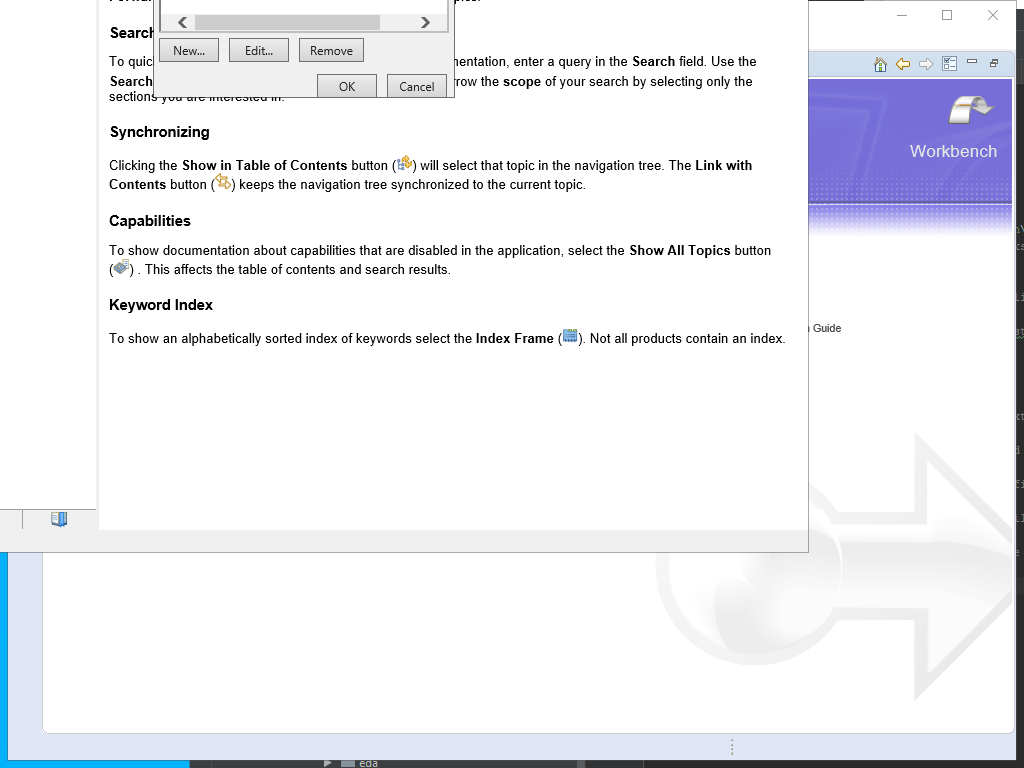 Search
New... Edit... Remove
To quic
mentation, enter a query in the Search field. Use the
Search
row the scope of your search by selecting only the
OK Cancel
sections you are interested in.
Synchronizing
Clicking the Show in Table of Contents button ( ) will select that topic in the navigation tree. The Link with
Contents button ( ) keeps the navigation tree synchronized to the current topic.
Capabilities
To show documentation about capabilities that are disabled in the application, select the Show All Topics button
( ) . This affects the table of contents and search results.
Keyword Index
To show an alphabetically sorted index of keywords select the Index Frame ( ). Not all products contain an index.
Workbench
Guide
eda